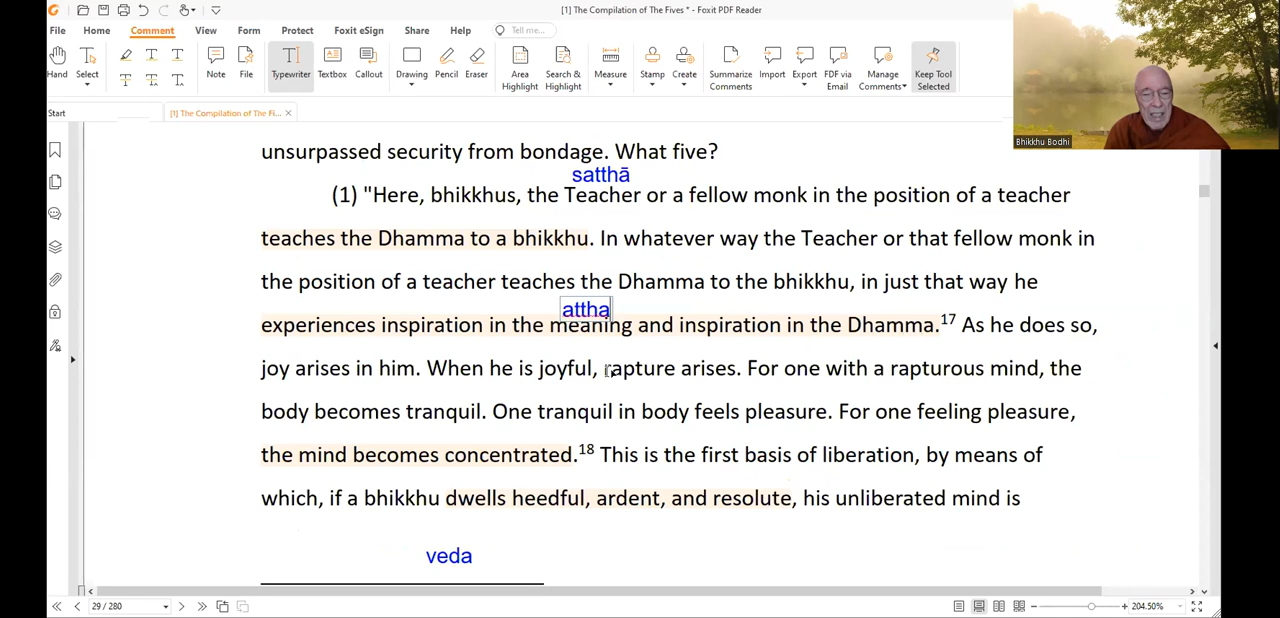 [1] The Compilation of The Fives * - Foxit PDF Reader
File Home Comment View Form Protect Foxit eSign Share Help Tell me...
Hand Select Note File Typewriter Textbox Callout Drawing Pencil Eraser Area Highlight Search & Highlight Measure Stamp Create Summarize Comments Import Export FDF via Email Manage Comments Keep Tool Selected
Start [1] The Compilation of The Fi...
Bhikkhu Bodhi
unsurpassed security from bondage. What five?
satthā
(1) "Here, bhikkhus, the Teacher or a fellow monk in the position of a teacher
teaches the Dhamma to a bhikkhu. In whatever way the Teacher or that fellow monk in
the position of a teacher teaches the Dhamma to the bhikkhu, in just that way he
attha
experiences inspiration in the meaning and inspiration in the Dhamma.17 As he does so,
joy arises in him. When he is joyful, rapture arises. For one with a rapturous mind, the
body becomes tranquil. One tranquil in body feels pleasure. For one feeling pleasure,
the mind becomes concentrated.18 This is the first basis of liberation, by means of
which, if a bhikkhu dwells heedful, ardent, and resolute, his unliberated mind is
veda
29 / 280 204.50%